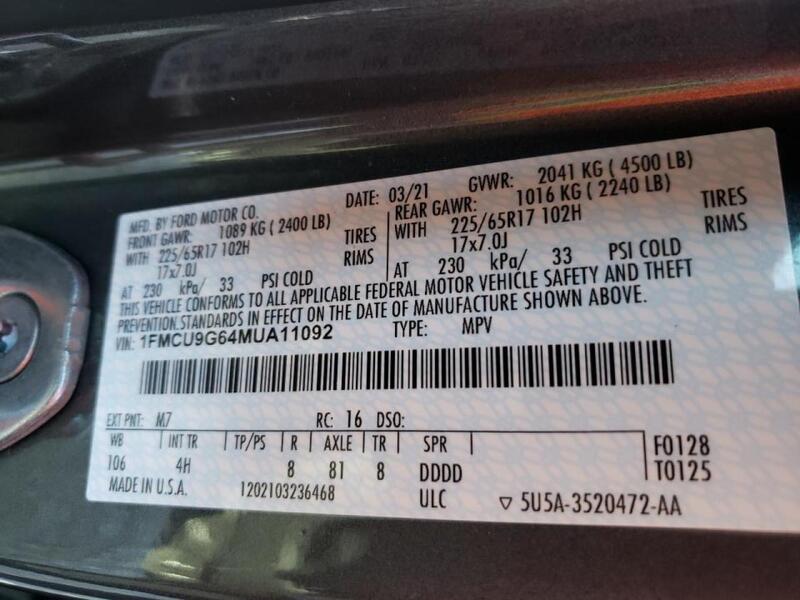 MFD. BY FORD MOTOR CO. DATE: 03/21 GVWR: 2041 KG ( 4500 LB)
FRONT GAWR: 1089 KG ( 2400 LB) REAR GAWR: 1016 KG ( 2240 LB)
WITH 225/65R17 102H TIRES WITH 225/65R17 102H TIRES
17x7.0J RIMS 17x7.0J RIMS
AT 230 kPa/ 33 PSI COLD AT 230 kPa/ 33 PSI COLD
THIS VEHICLE CONFORMS TO ALL APPLICABLE FEDERAL MOTOR VEHICLE SAFETY AND THEFT
PREVENTION STANDARDS IN EFFECT ON THE DATE OF MANUFACTURE SHOWN ABOVE.
VIN: 1FMCU9G64MUA11092 TYPE: MPV
EXT PNT: M7 RC: 16 DSO:
WB INT TR TP/PS R AXLE TR SPR F0128
106 4H 8 81 8 DDDD T0125
MADE IN U.S.A. 1202103236468 ULC ▽ 5U5A-3520472-AA